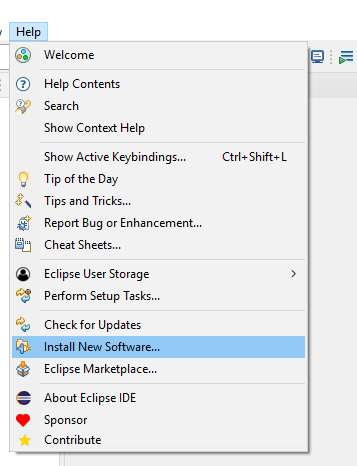 Help
Welcome
Help Contents
Search
Show Context Help
Show Active Keybindings... Ctrl+Shift+L
Tip of the Day
Tips and Tricks...
Report Bug or Enhancement...
Cheat Sheets...
Eclipse User Storage
Perform Setup Tasks...
Check for Updates
Install New Software...
Eclipse Marketplace...
About Eclipse IDE
Sponsor
Contribute